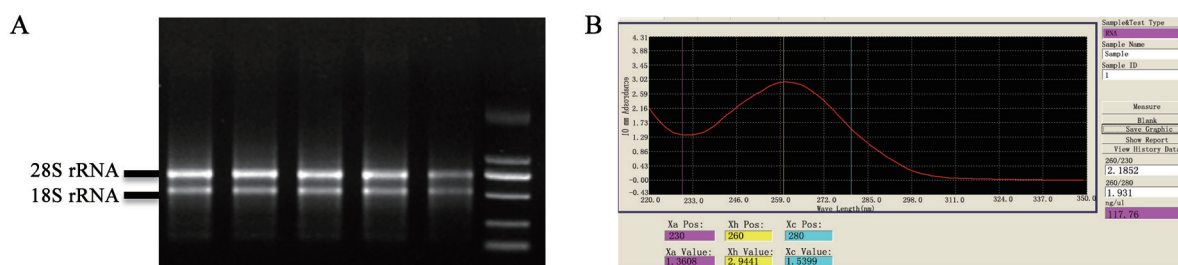 A
28S rRNA
18S rRNA
B
10 mm Absorbance
4.31
3.88
3.45
3.02
2.59
2.16
1.73
1.29
0.86
0.43
-0.00
-0.43
220.0 233.0 246.0 259.0 272.0 285.0 298.0 311.0 324.0 337.0 350.0
Wave Length(nm)
Xa Pos: Xh Pos: Xc Pos:
230 260 280
Xa Value: Xh Value: Xc Value:
1.3608 2.9441 1.5399
Sample&Test Type
RNA
Sample Name
Sample
Sample ID
1
Measure
Blank
Save Graphic
Show Report
View History Data
260/230
2.1852
260/280
1.931
ng/ul
117.76